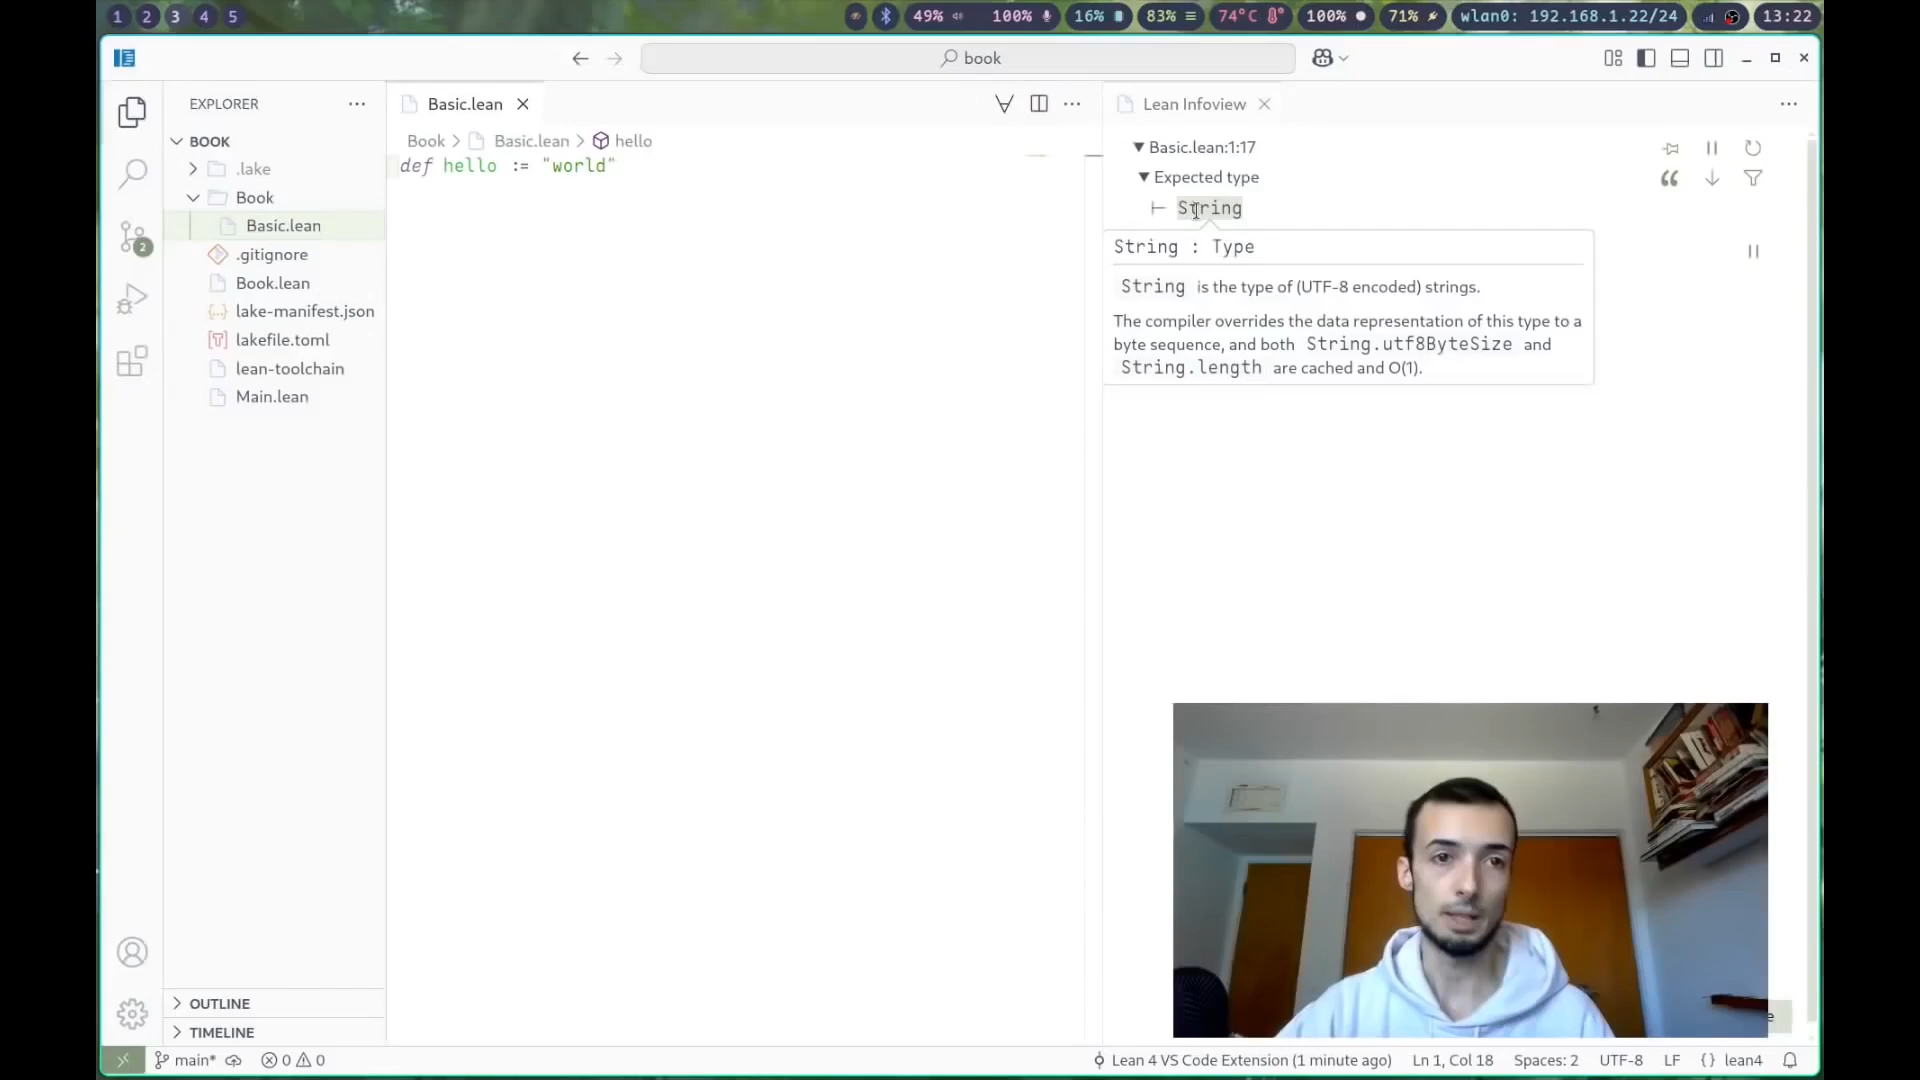 1 2 3 4 5 49% 100% 16% 83% 74°C 100% 71% wlan0: 192.168.1.22/24 13:22
book
EXPLORER
Basic.lean
Lean Infoview
BOOK
.lake
Book
Basic.lean
.gitignore
Book.lean
lake-manifest.json
lakefile.toml
lean-toolchain
Main.lean
OUTLINE
TIMELINE
Book > Basic.lean > hello
def hello := "world"
Basic.lean:1:17
Expected type
⊢ String
String : Type
String is the type of (UTF-8 encoded) strings.
The compiler overrides the data representation of this type to a
byte sequence, and both String.utf8ByteSize and
String.length are cached and O(1).
2
main* 0 0 Lean 4 VS Code Extension (1 minute ago) Ln 1, Col 18 Spaces: 2 UTF-8 LF {} lean4